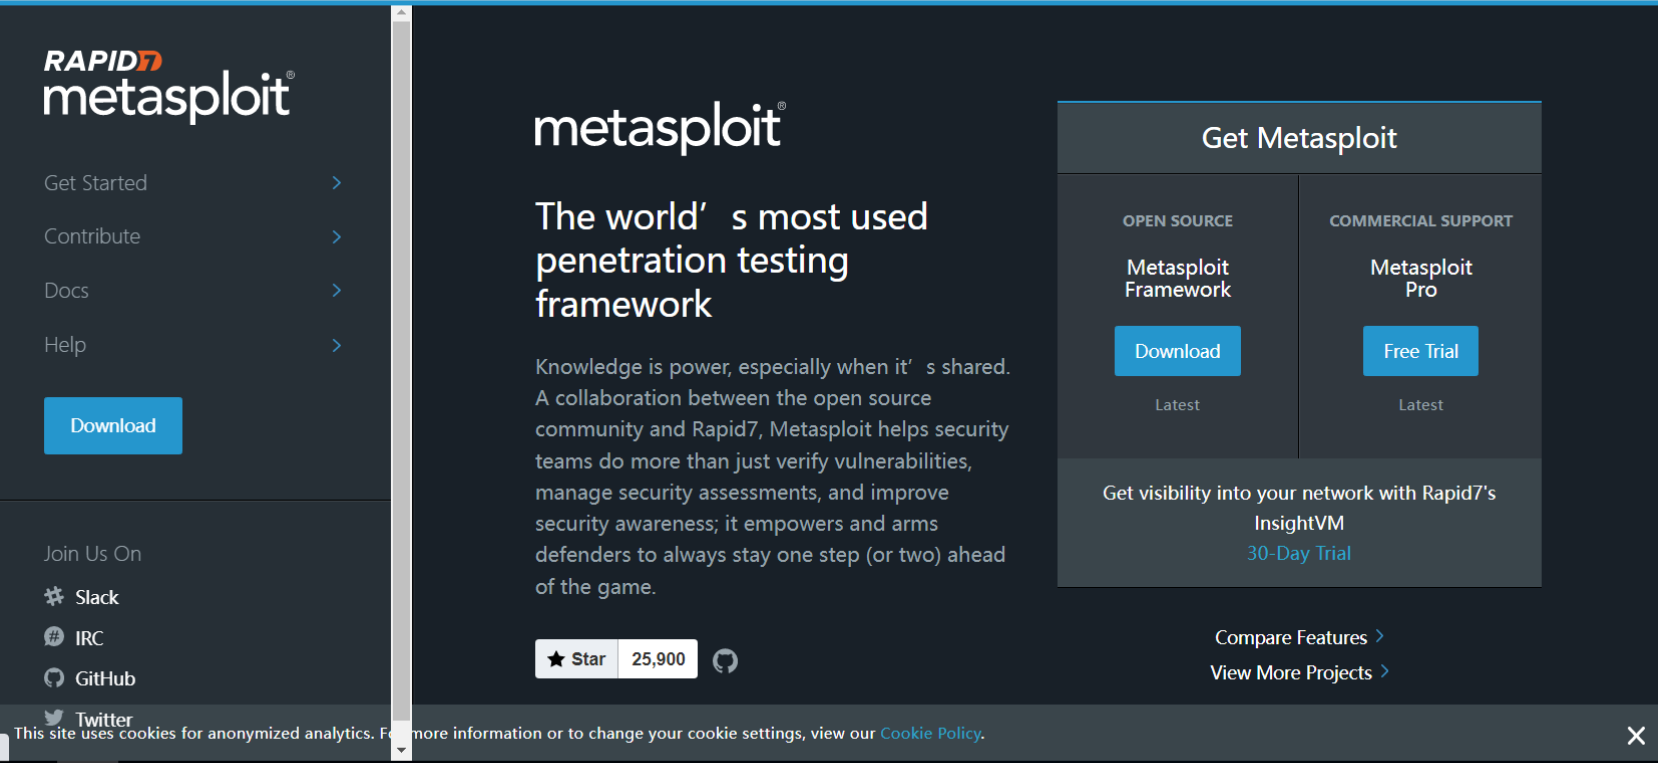 RAPID7
metasploit®
Get Started
Contribute
Docs
Help
Download
Join Us On
Slack
IRC
GitHub
Twitter
metasploit®
The world’s most used
penetration testing
framework
Knowledge is power, especially when it’s shared.
A collaboration between the open source
community and Rapid7, Metasploit helps security
teams do more than just verify vulnerabilities,
manage security assessments, and improve
security awareness; it empowers and arms
defenders to always stay one step (or two) ahead
of the game.
Star 25,900
Get Metasploit
OPEN SOURCE
Metasploit
Framework
Download
Latest
COMMERCIAL SUPPORT
Metasploit
Pro
Free Trial
Latest
Get visibility into your network with Rapid7's
InsightVM
30-Day Trial
Compare Features
View More Projects
This site uses cookies for anonymized analytics. For more information or to change your cookie settings, view our Cookie Policy.